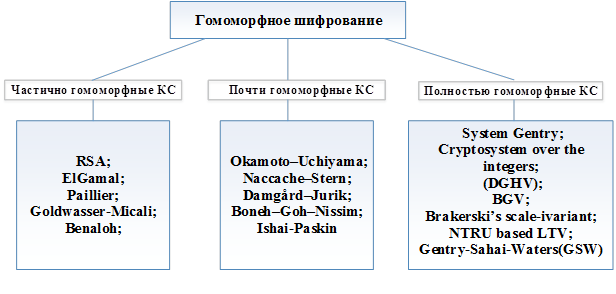 Гомоморфное шифрование
Частично гомоморфные КС
Почти гомоморфные КС
Полностью гомоморфные КС
RSA;
ElGamal;
Paillier;
Goldwasser-Micali;
Benaloh;
Okamoto–Uchiyama;
Naccache–Stern;
Damgård–Jurik;
Boneh–Goh–Nissim;
Ishai-Paskin
System Gentry;
Cryptosystem over the
integers;
(DGHV);
BGV;
Brakerski’s scale-ivariant;
NTRU based LTV;
Gentry-Sahai-Waters(GSW)